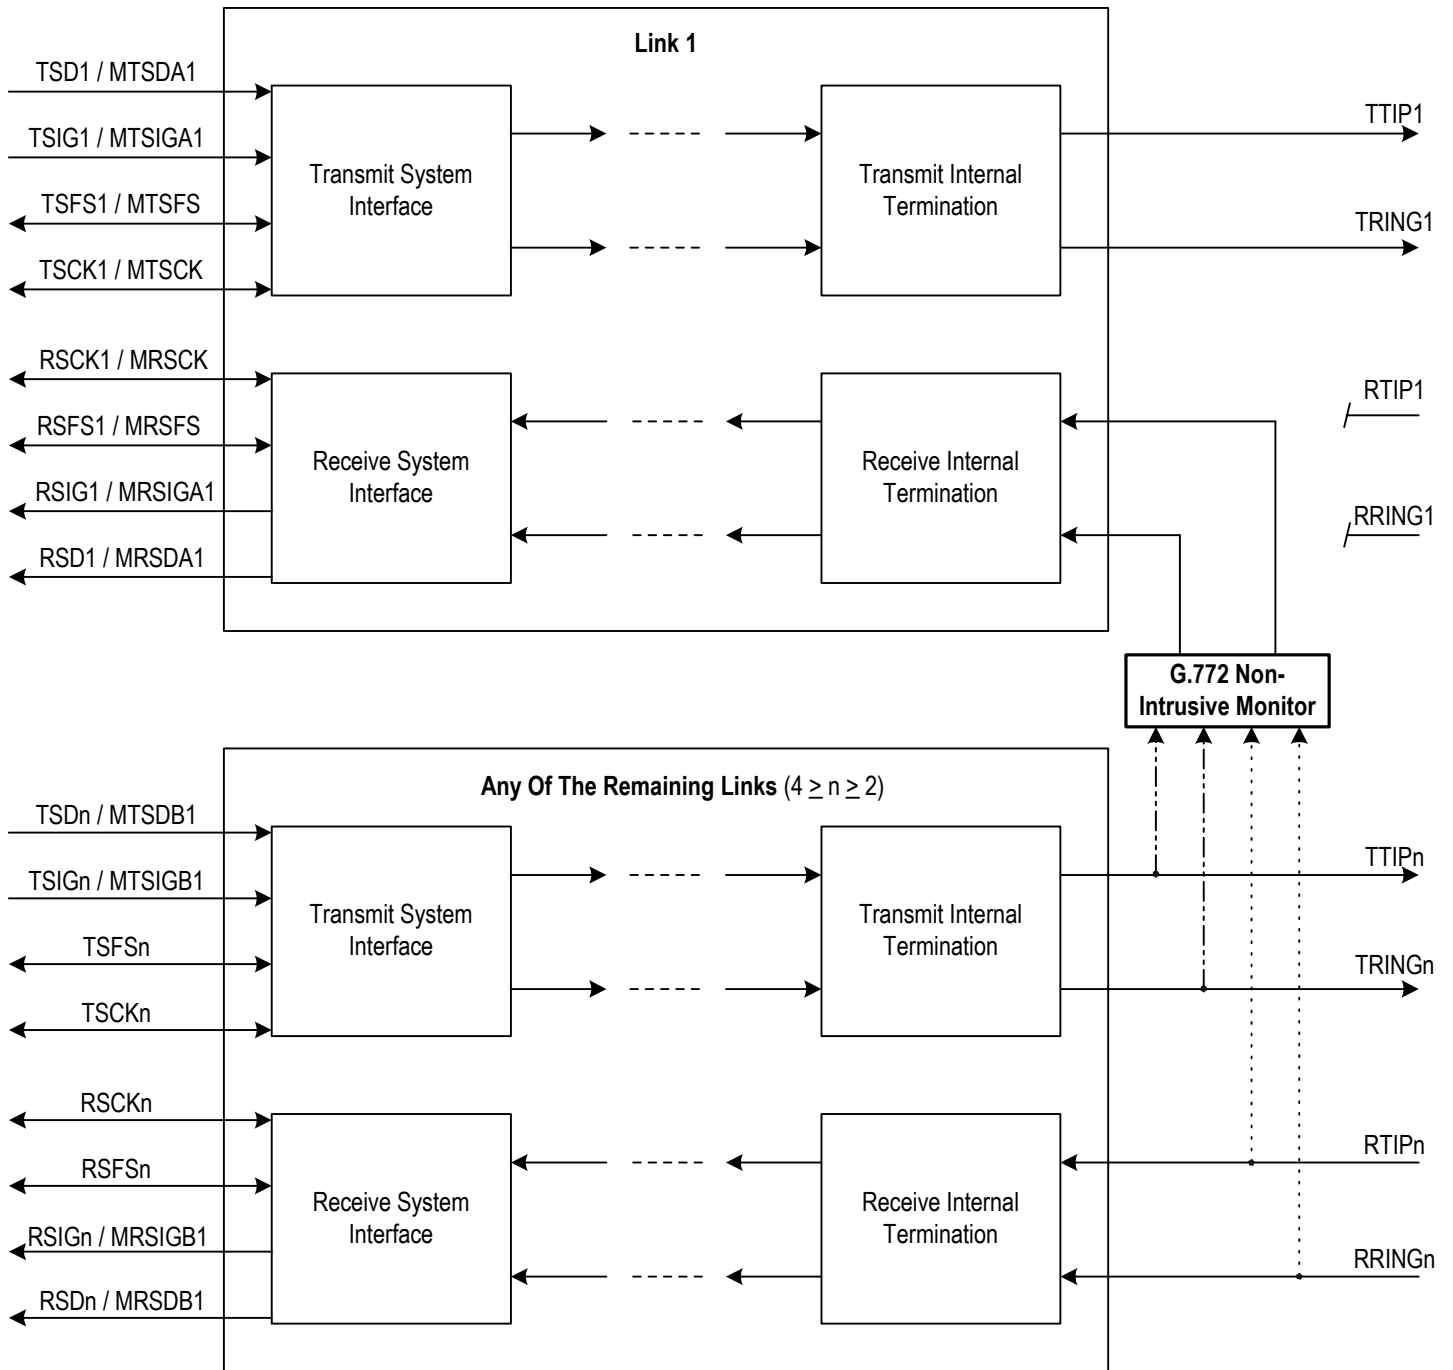 Link 1
TSD1 / MTSDA1
TSIG1 / MTSIGA1
TSFS1 / MTSFS
TSCK1 / MTSCK
Transmit System
Interface
Transmit Internal
Termination
TTIP1
TRING1
RSCK1 / MRSCK
RSFS1 / MRSFS
RSIG1 / MRSIGA1
RSD1 / MRSDA1
Receive System
Interface
Receive Internal
Termination
RTIP1
RRING1
G.772 Non-
Intrusive Monitor
Any Of The Remaining Links (4 ≥ n ≥ 2)
TSDn / MTSDB1
TSIGn / MTSIGB1
TSFSn
TSCKn
Transmit System
Interface
Transmit Internal
Termination
TTIPn
TRINGn
RSCKn
RSFSn
RSIGn / MRSIGB1
RSDn / MRSDB1
Receive System
Interface
Receive Internal
Termination
RTIPn
RRINGn